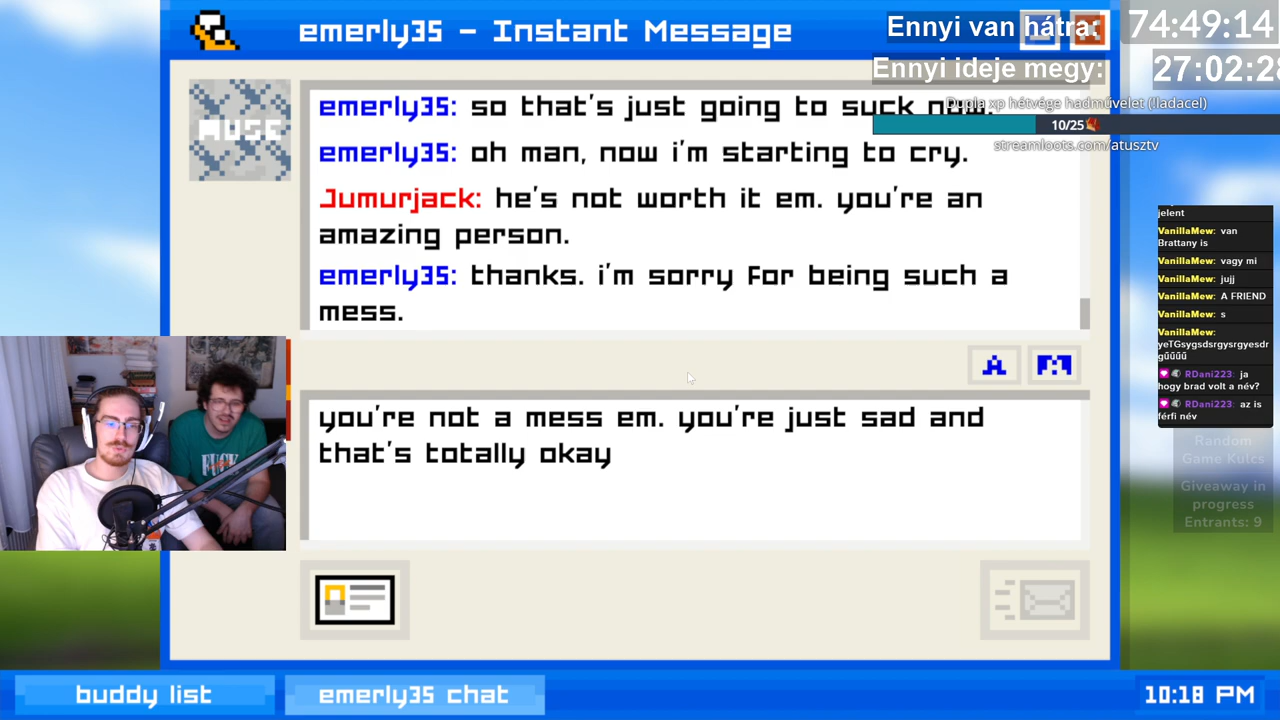 emerly35 - Instant Message
Ennyi van hátra:
74:49:14
Ennyi ideje megy:
27:02:28
Dupla xp hétvége hadművelet (!ladacel)
10/25
streamloots.com/atusztv
MUSE
emerly35: so that's just going to suck now.
emerly35: oh man, now i'm starting to cry.
Jumurjack: he's not worth it em. you're an
amazing person.
emerly35: thanks. i'm sorry for being such a
mess.
A
you're not a mess em. you're just sad and
that's totally okay
jelent
VanillaMew: van
Brattany is
VanillaMew: vagy mi
VanillaMew: jujj
VanillaMew: A FRIEND
VanillaMew: s
VanillaMew:
yeTGsygsdsrgysrgyesdr
gűűűű
RDani223: ja
hogy brad volt a név?
RDani223: az is
férfi név
Random
Game Kulcs
Giveaway in
progress
Entrants: 9
buddy list
emerly35 chat
10:18 PM